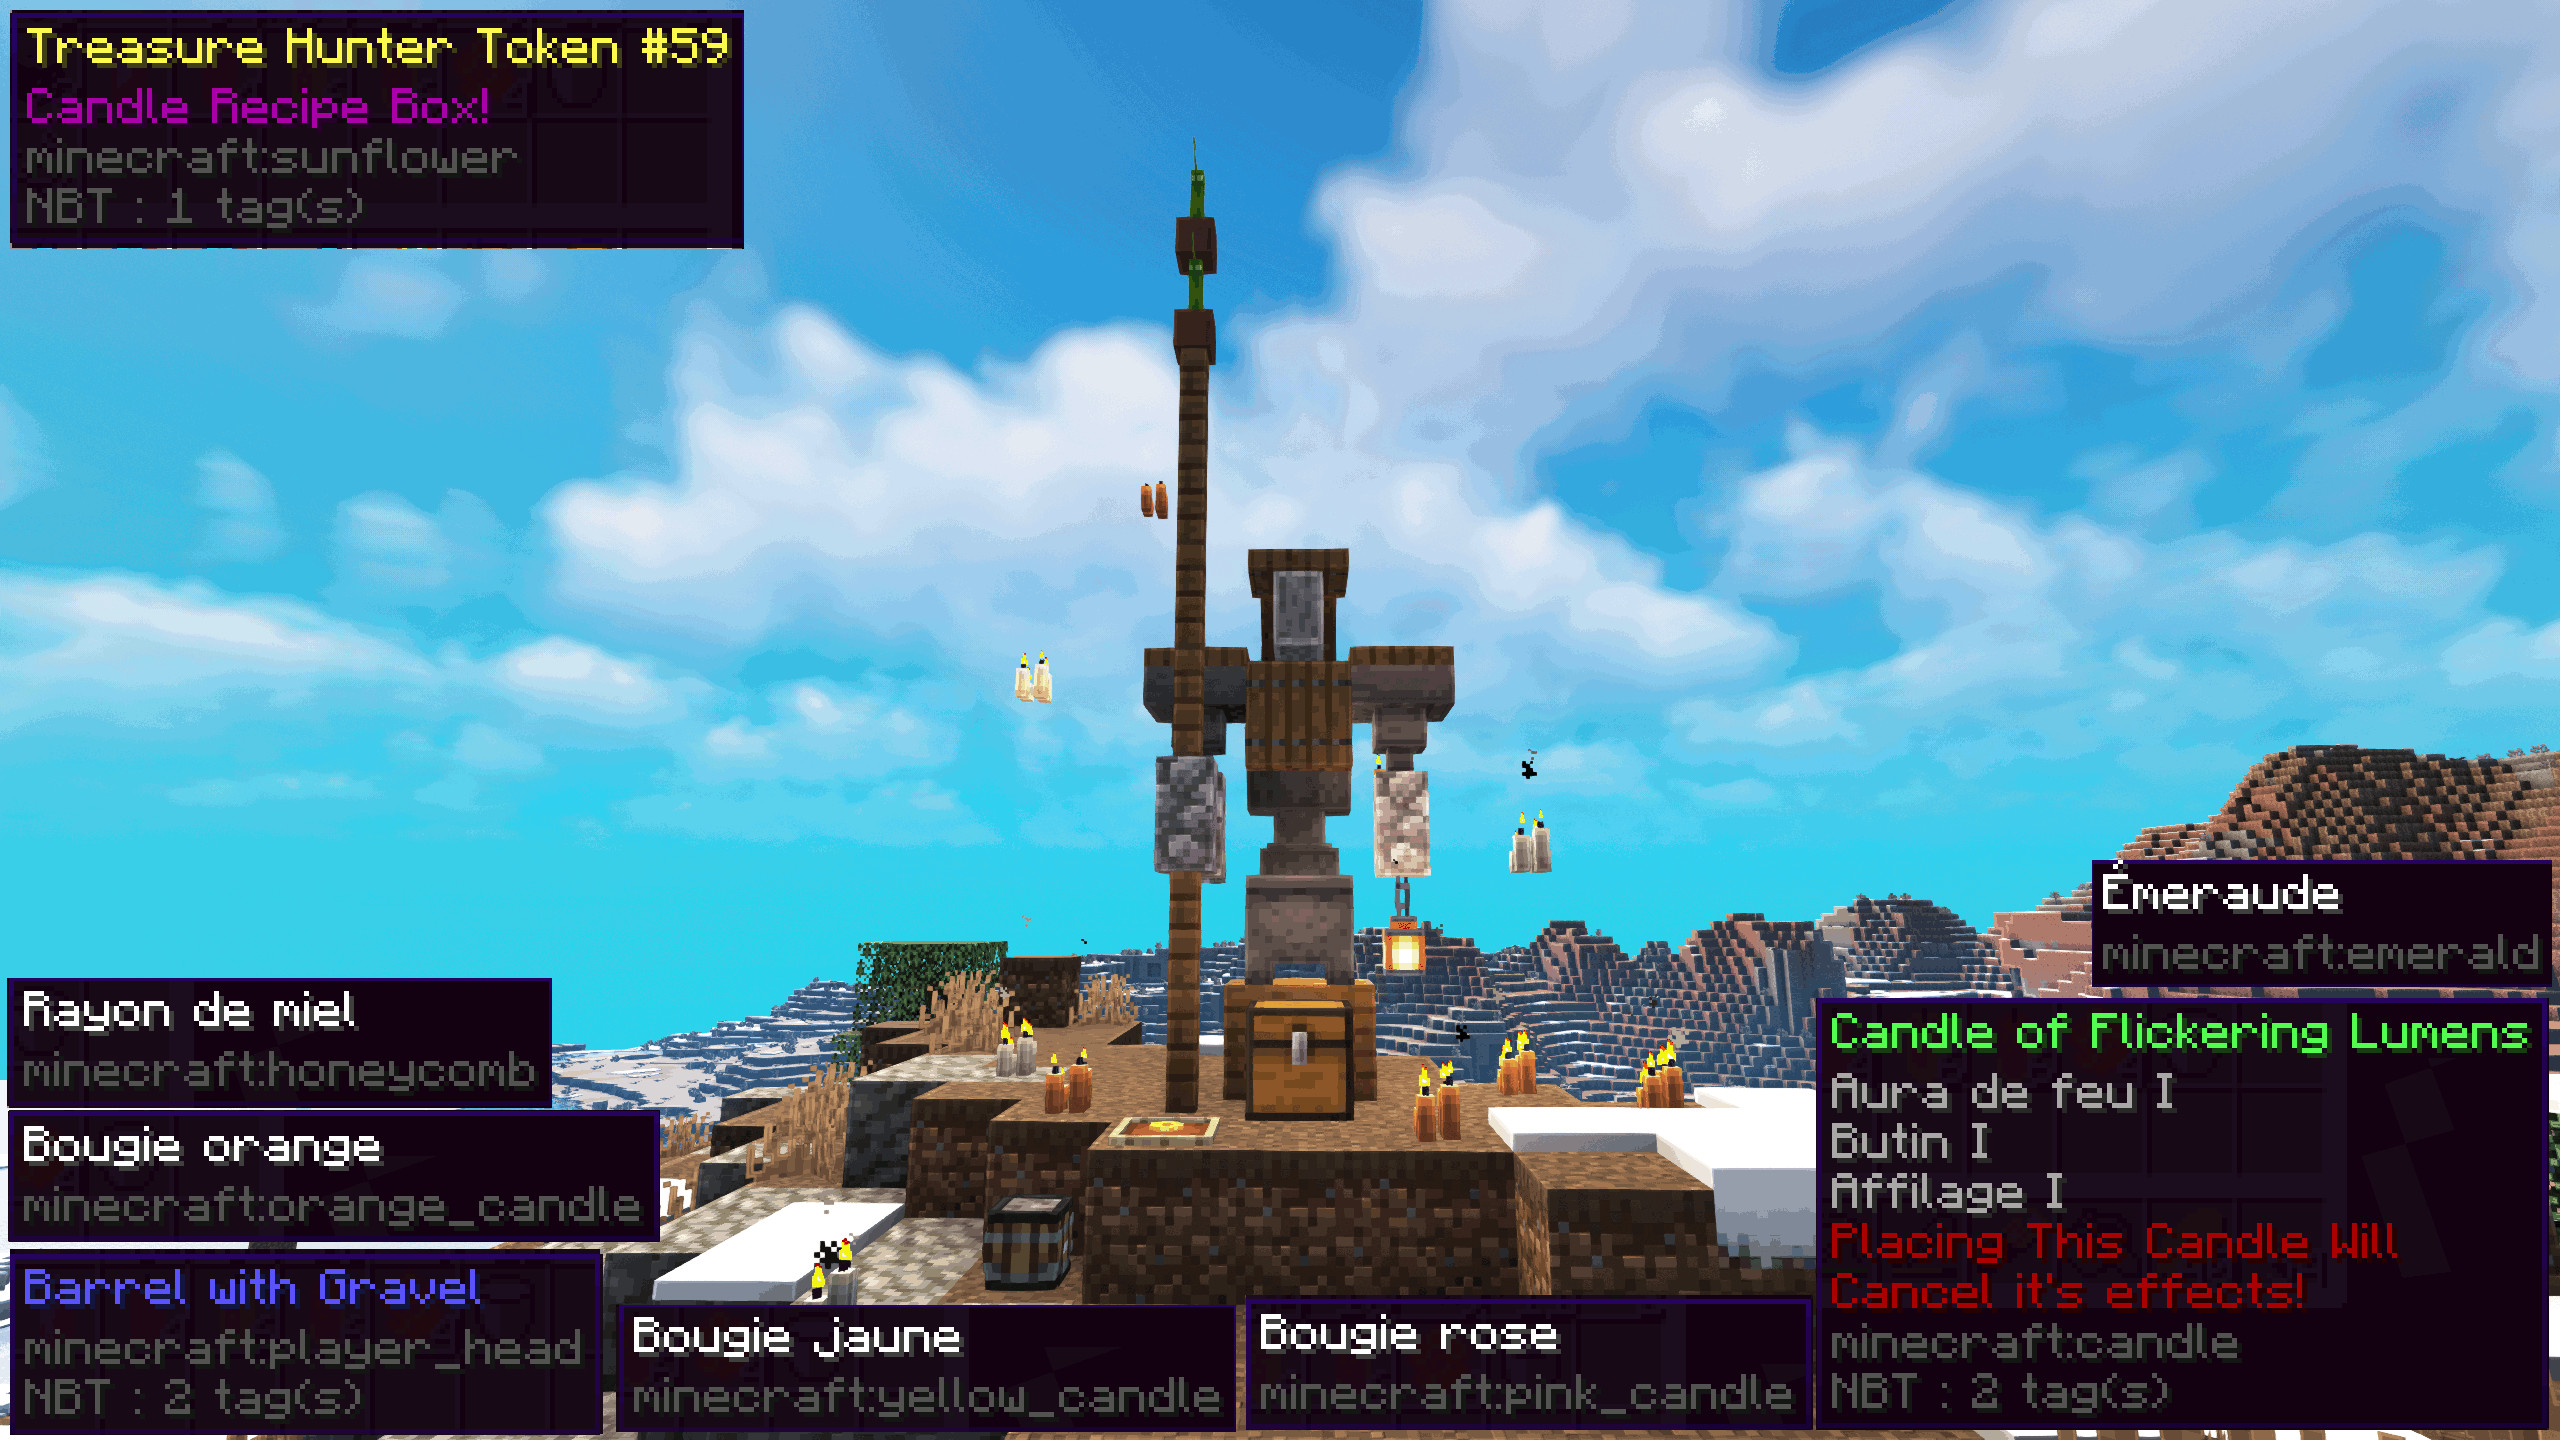 Treasure Hunter Token #59
Candle Recipe Box!
minecraft:sunflower
NBT : 1 tag(s)
Émeraude
minecraft:emerald
Rayon de miel
minecraft:honeycomb
Bougie orange
minecraft:orange_candle
Barrel with Gravel
minecraft:player_head
NBT : 2 tag(s)
Bougie jaune
minecraft:yellow_candle
Bougie rose
minecraft:pink_candle
Candle of Flickering Lumens
Aura de feu I
Butin I
Affilage I
Placing This Candle Will
Cancel it's effects!
minecraft:candle
NBT : 2 tag(s)